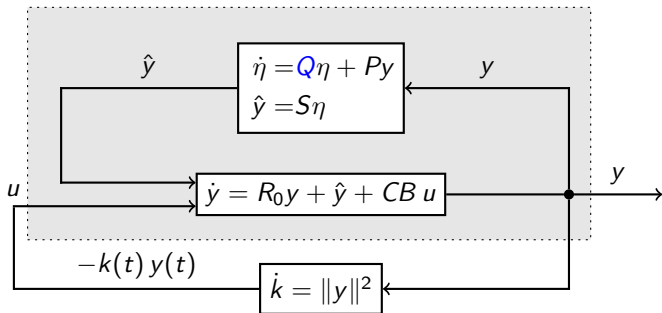 ŷ
η̇ =Qη + Py
ŷ =Sη
y
u
ẏ = R₀y + ŷ + CB u
y
−k(t) y(t)
k̇ = ‖y‖²